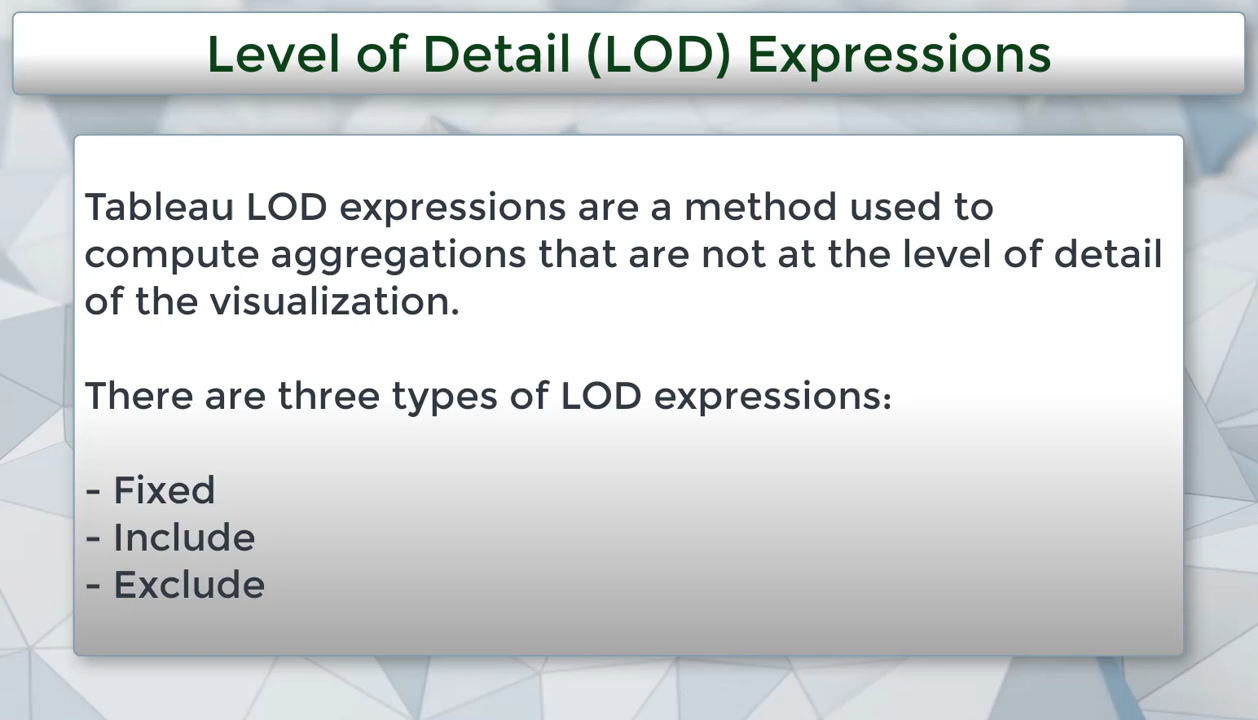 Level of Detail (LOD) Expressions
Tableau LOD expressions are a method used to
compute aggregations that are not at the level of detail
of the visualization.
There are three types of LOD expressions:
- Fixed
- Include
- Exclude